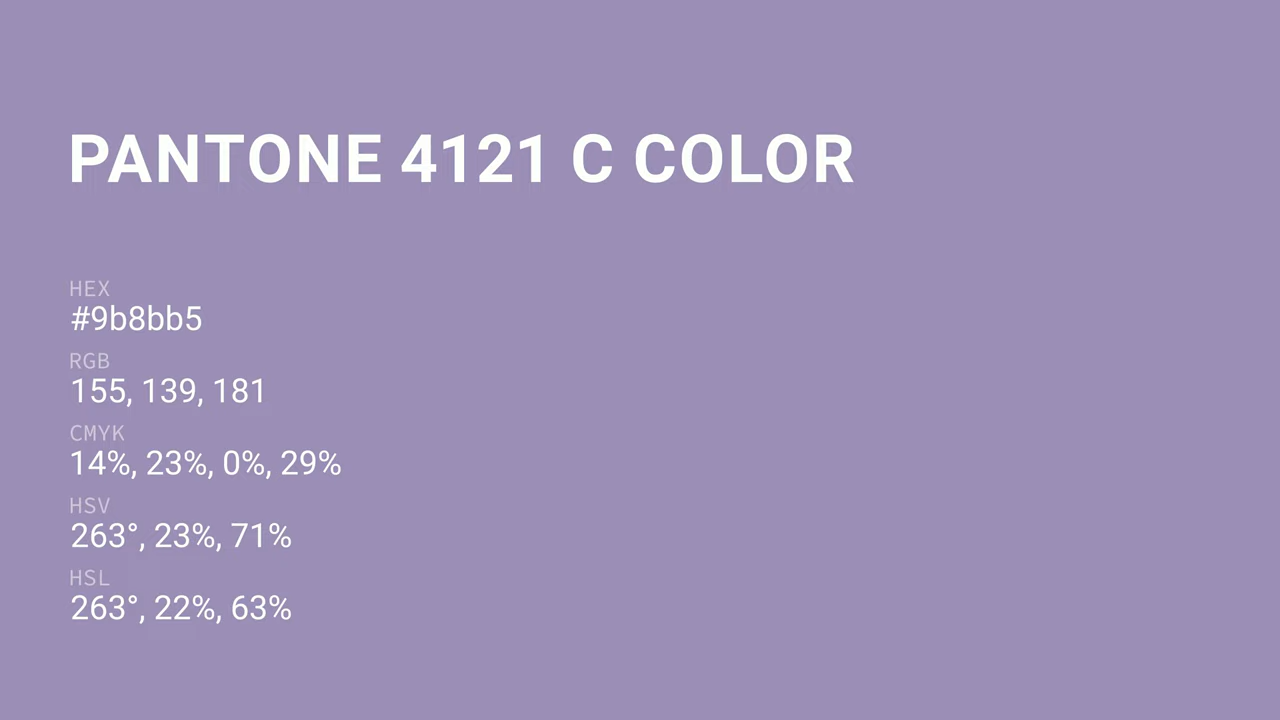 PANTONE 4121 C COLOR
HEX
#9b8bb5
RGB
155, 139, 181
CMYK
14%, 23%, 0%, 29%
HSV
263°, 23%, 71%
HSL
263°, 22%, 63%